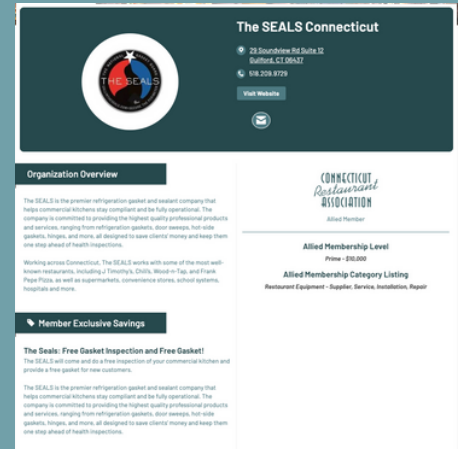 The SEALS Connecticut
29 Soundview Rd Suite 12
Guilford, CT 06437
518.209.9729
Visit Website
THE SEALS
Organization Overview
The SEALS is the premier refrigeration gasket and sealant company that
helps commercial kitchens stay compliant and be fully operational. The
company is committed to providing the highest quality professional products
and services, ranging from refrigeration gaskets, door sweeps, hot-side
gaskets, hinges, and more, all designed to save clients' money and keep them
one step ahead of health inspections.
Working across Connecticut, The SEALS works with some of the most well-
known restaurants, including J Timothy's, Chili's, Wood-n-Tap, and Frank
Pepe Pizza, as well as supermarkets, convenience stores, school systems,
hospitals and more.
Member Exclusive Savings
The Seals: Free Gasket Inspection and Free Gasket!
The SEALS will come and do a free inspection of your commercial kitchen and
provide a free gasket for new customers.
The SEALS is the premier refrigeration gasket and sealant company that
helps commercial kitchens stay compliant and be fully operational. The
company is committed to providing the highest quality professional products
and services, ranging from refrigeration gaskets, door sweeps, hot-side
gaskets, hinges, and more, all designed to save clients' money and keep them
one step ahead of health inspections.
CONNECTICUT
Restaurant
ASSOCIATION
Allied Member
Allied Membership Level
Prime - $10,000
Allied Membership Category Listing
Restaurant Equipment - Supplier, Service, Installation, Repair